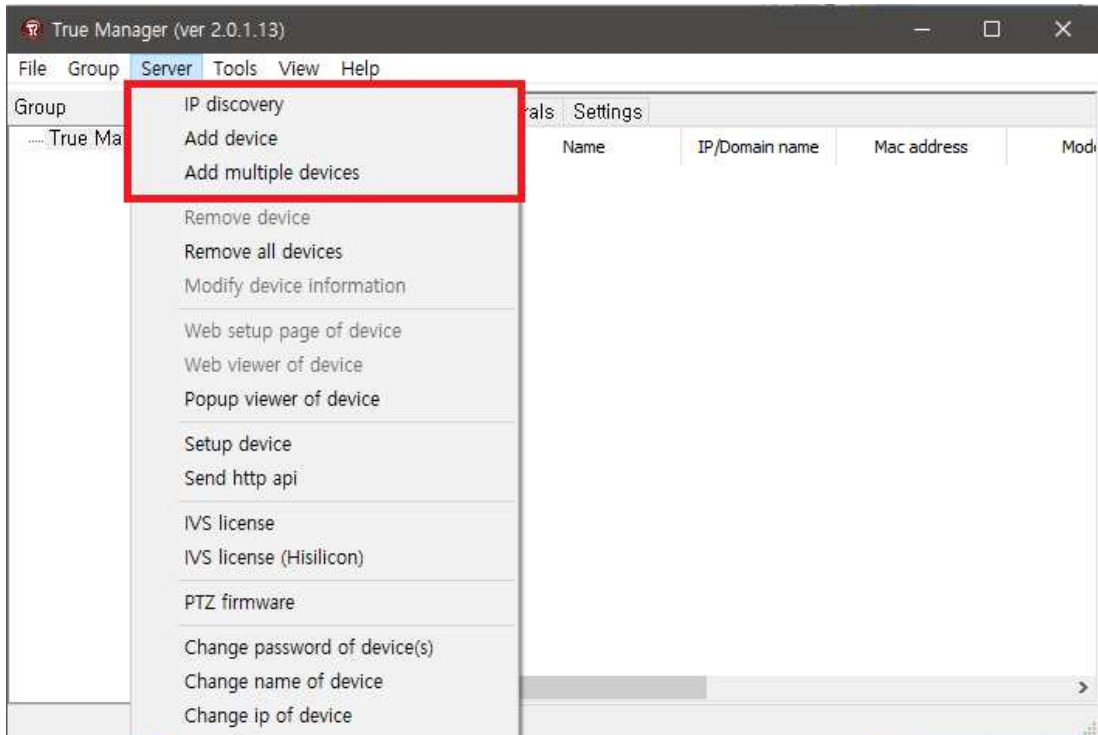 True Manager (ver 2.0.1.13)
File Group Server Tools View Help
Group
Settings
True Ma
Name IP/Domain name Mac address
IP discovery
Add device
Add multiple devices
Remove device
Remove all devices
Modify device information
Web setup page of device
Web viewer of device
Popup viewer of device
Setup device
Send http api
IVS license
IVS license (Hisilicon)
PTZ firmware
Change password of device(s)
Change name of device
Change ip of device